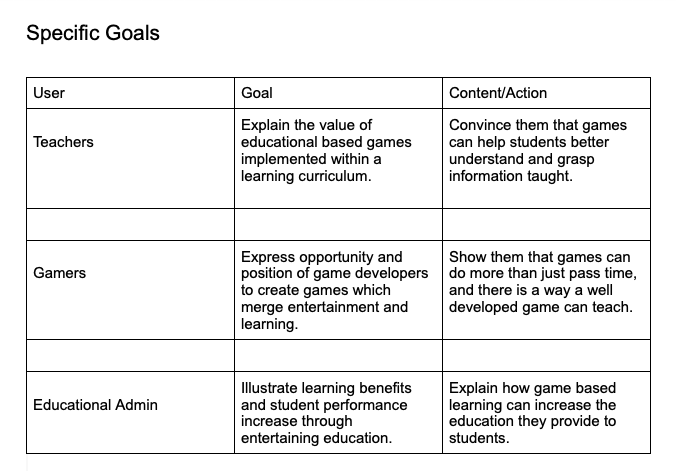 Specific Goals
User
Goal
Content/Action
Teachers
Explain the value of
educational based games
implemented within a
learning curriculum.
Convince them that games
can help students better
understand and grasp
information taught.
Gamers
Express opportunity and
position of game developers
to create games which
merge entertainment and
learning.
Show them that games can
do more than just pass time,
and there is a way a well
developed game can teach.
Educational Admin
Illustrate learning benefits
and student performance
increase through
entertaining education.
Explain how game based
learning can increase the
education they provide to
students.